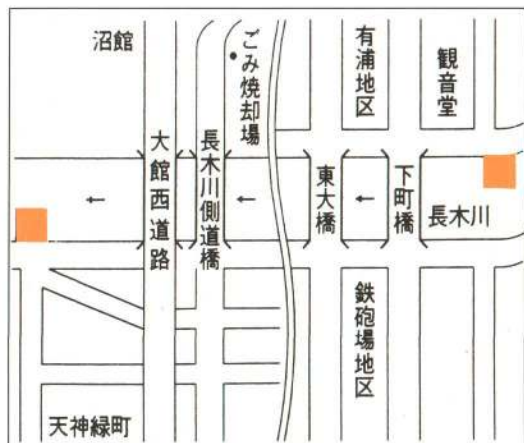 沼館
ごみ焼却場
有浦地区
観音堂
大館西道路
長木川側道橋
東大橋
下町橋
長木川
鉄砲場地区
天神緑町